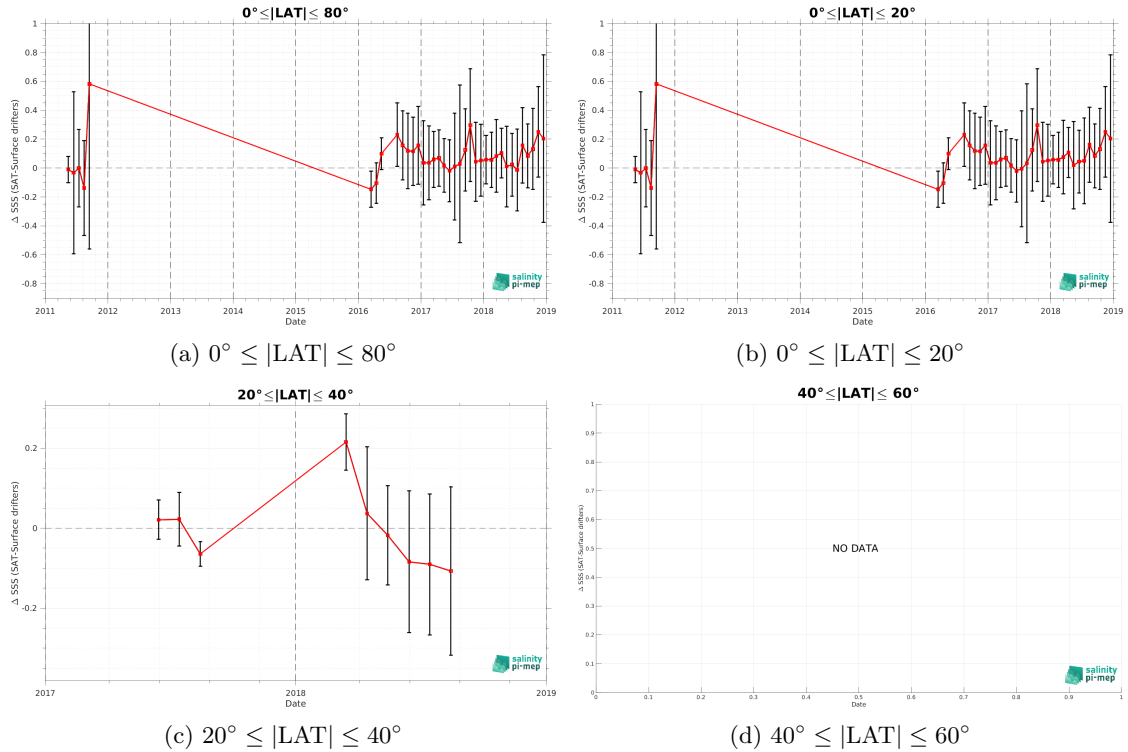 0°≤|LAT|≤ 80°
Δ SSS (SAT-Surface drifters)
1
0.8
0.6
0.4
0.2
0
-0.2
-0.4
-0.6
-0.8
2011 2012 2013 2014 2015 2016 2017 2018 2019
Date
salinity
pi-mep
(a) 0° ≤ |LAT| ≤ 80°
0°≤|LAT|≤ 20°
Δ SSS (SAT-Surface drifters)
1
0.8
0.6
0.4
0.2
0
-0.2
-0.4
-0.6
-0.8
2011 2012 2013 2014 2015 2016 2017 2018 2019
Date
salinity
pi-mep
(b) 0° ≤ |LAT| ≤ 20°
20°≤|LAT|≤ 40°
Δ SSS (SAT-Surface drifters)
0.2
0
-0.2
2017 2018 2019
Date
salinity
pi-mep
(c) 20° ≤ |LAT| ≤ 40°
40°≤|LAT|≤ 60°
Δ SSS (SAT-Surface drifters)
1
0.9
0.8
0.7
0.6
0.5
0.4
0.3
0.2
0.1
0
NO DATA
0 0.1 0.2 0.3 0.4 0.5 0.6 0.7 0.8 0.9 1
Date
salinity
pi-mep
(d) 40° ≤ |LAT| ≤ 60°